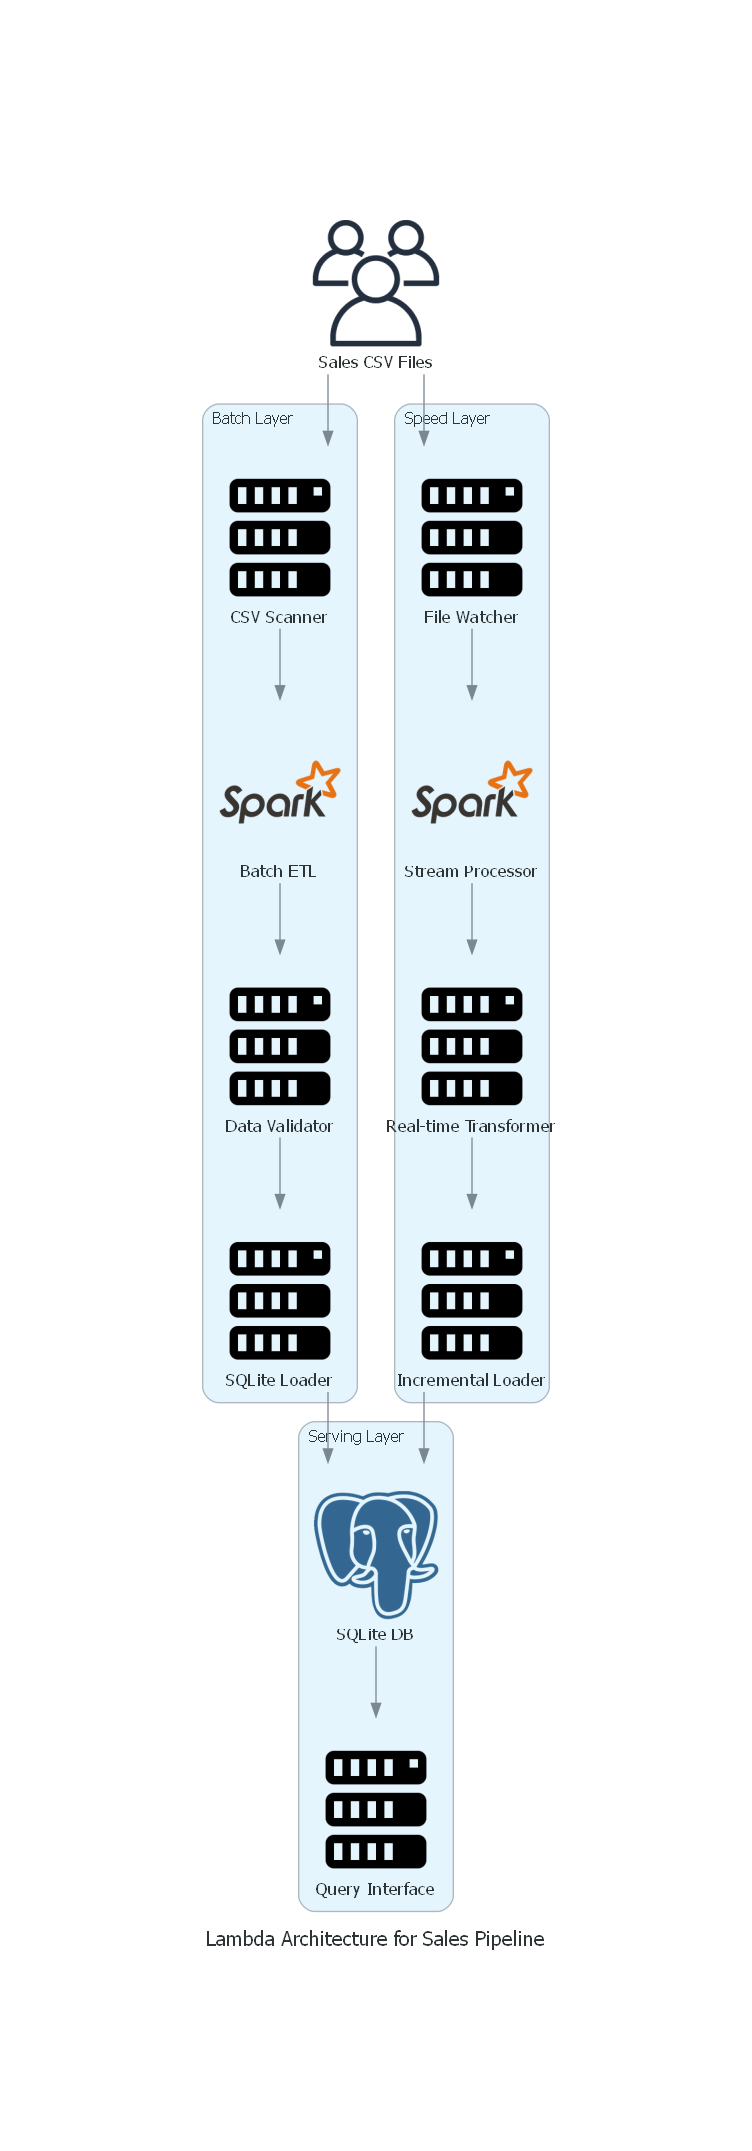 Sales CSV Files
Batch Layer
CSV Scanner
Spark
Batch ETL
Data Validator
SQLite Loader
Speed Layer
File Watcher
Spark
Stream Processor
Real-time Transformer
Incremental Loader
Serving Layer
SQLite DB
Query Interface
Lambda Architecture for Sales Pipeline